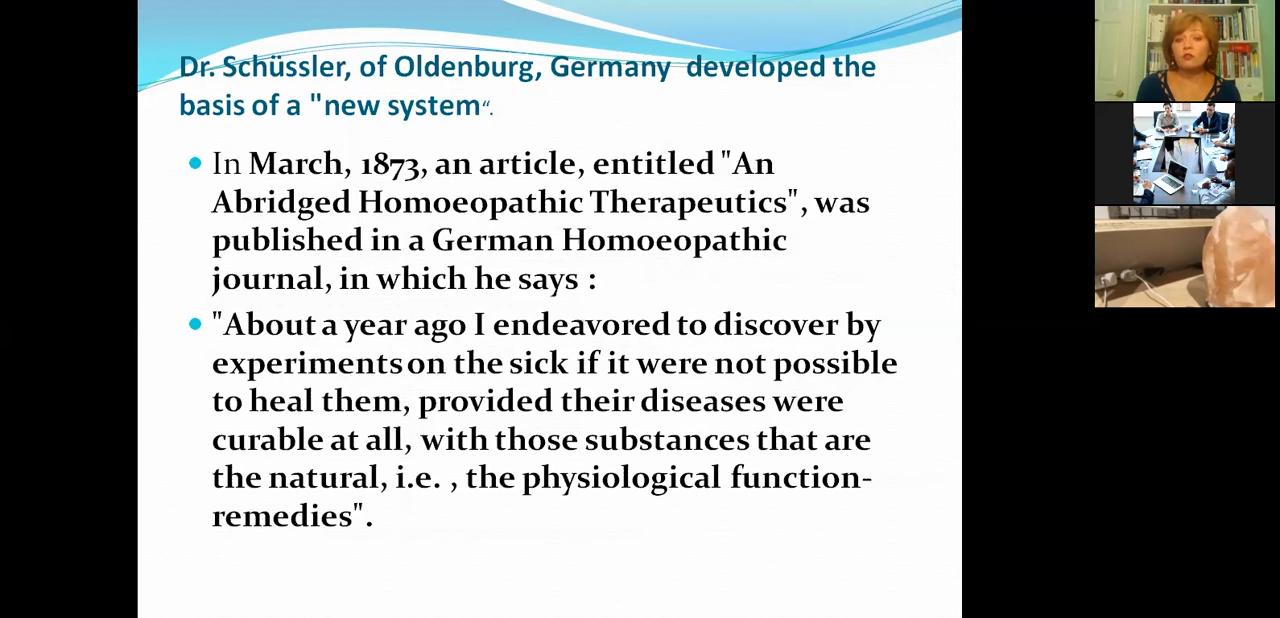 Dr. Schüssler, of Oldenburg, Germany developed the
basis of a "new system“.
• In March, 1873, an article, entitled "An
Abridged Homoeopathic Therapeutics", was
published in a German Homoeopathic
journal, in which he says :
• "About a year ago I endeavored to discover by
experiments on the sick if it were not possible
to heal them, provided their diseases were
curable at all, with those substances that are
the natural, i.e. , the physiological function-
remedies".